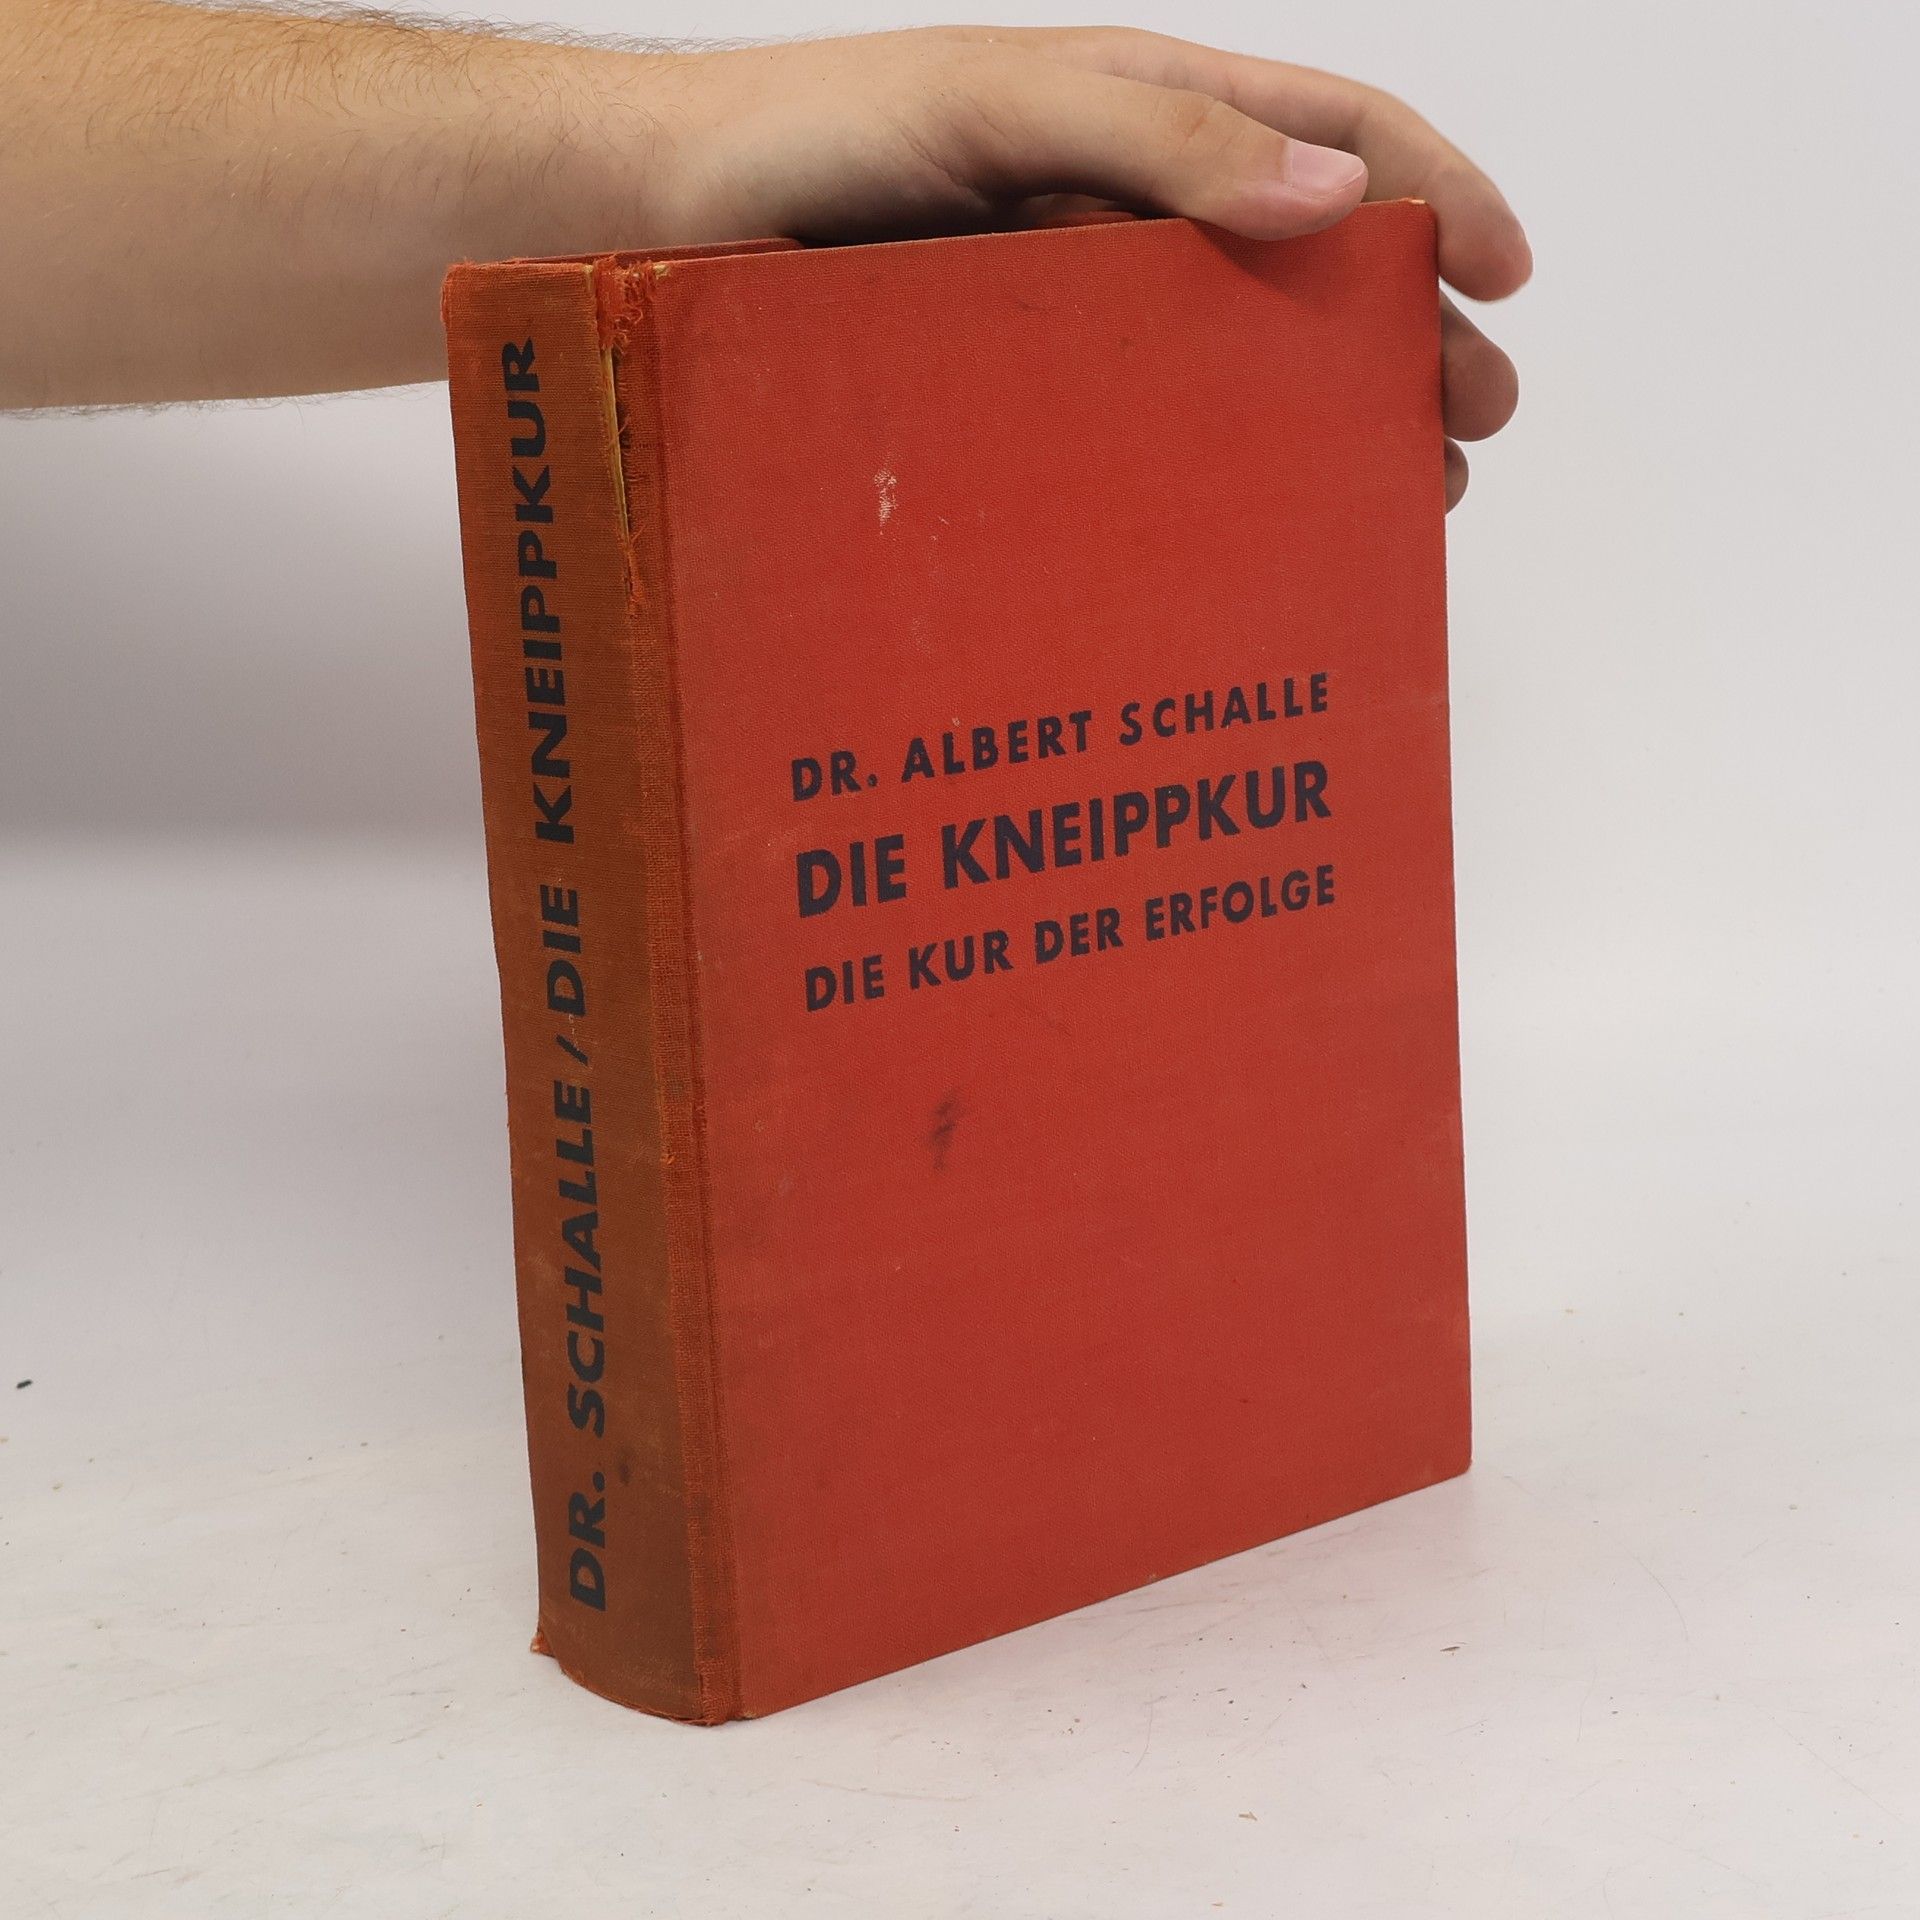 DR. SCHALLE / DIE KNEIPPKUR
DR. ALBERT SCHALLE
DIE KNEIPPKUR
DIE KUR DER ERFOLGE